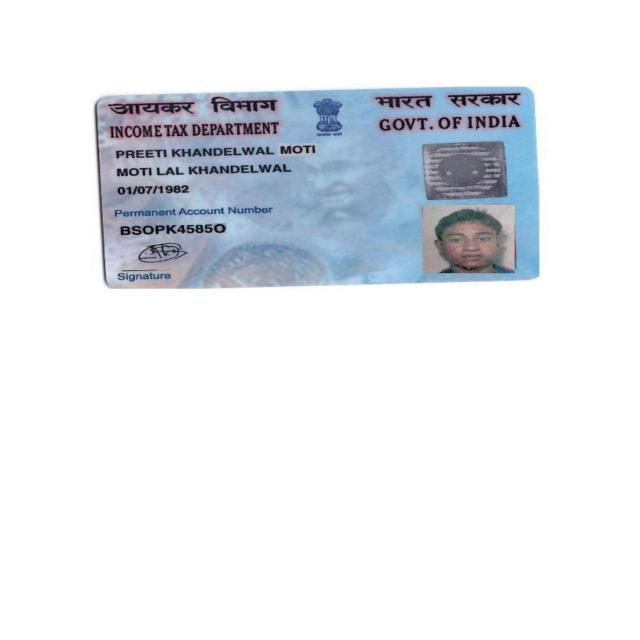 आयकर विभाग
INCOME TAX DEPARTMENT
भारत सरकार
GOVT. OF INDIA
PREETI KHANDELWAL MOTI
MOTI LAL KHANDELWAL
01/07/1982
Permanent Account Number
BSOPK4585O
Signature